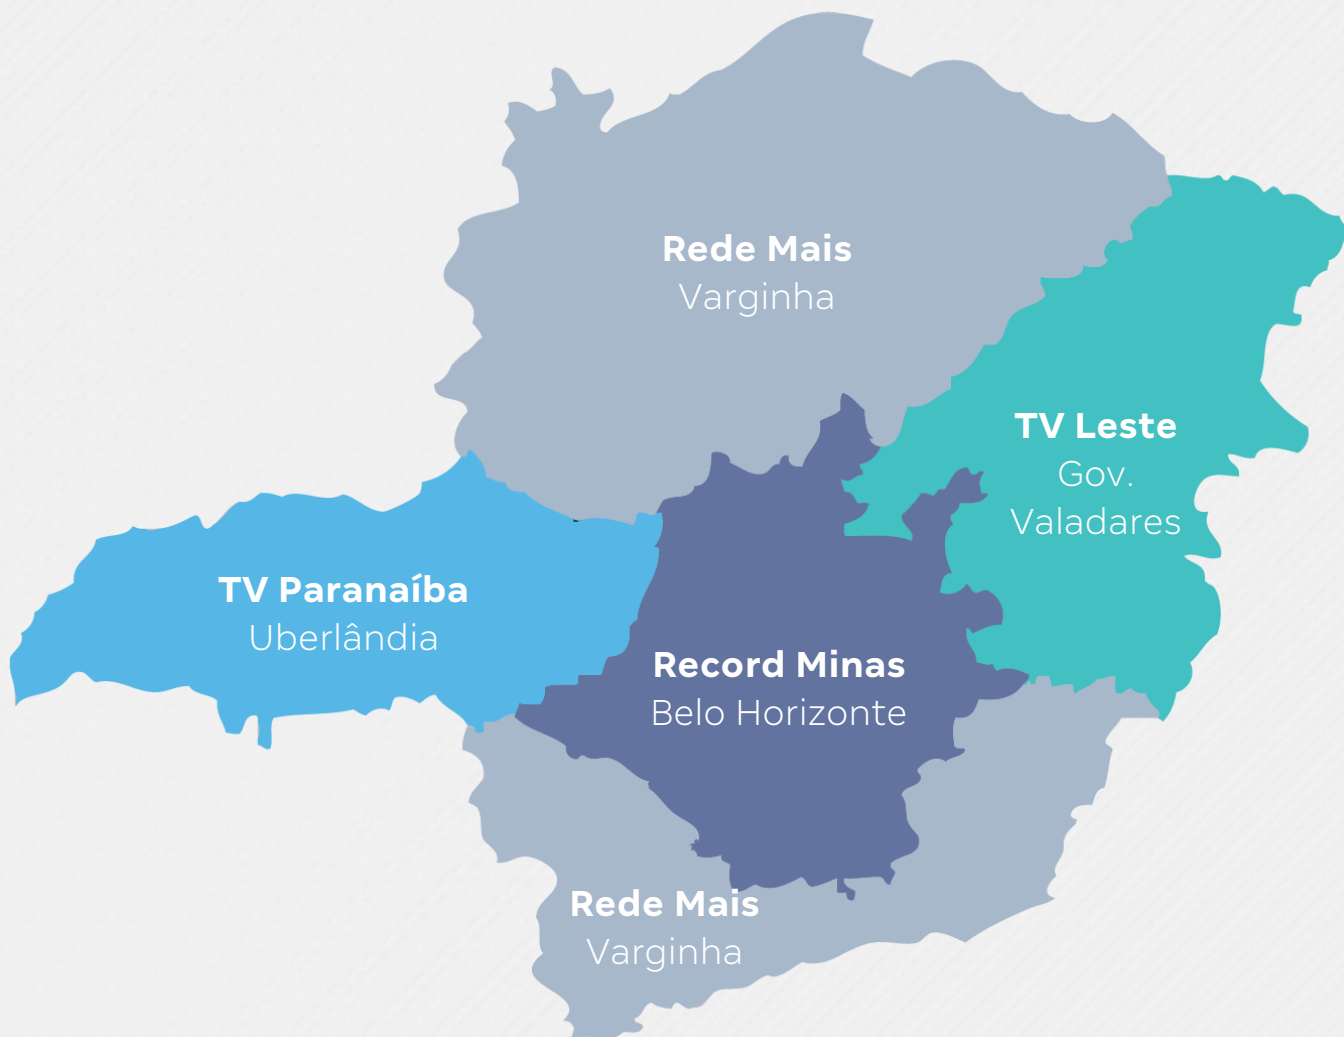 Rede Mais
Varginha
TV Leste
Gov.
Valadares
TV Paranaíba
Uberlândia
Record Minas
Belo Horizonte
Rede Mais
Varginha